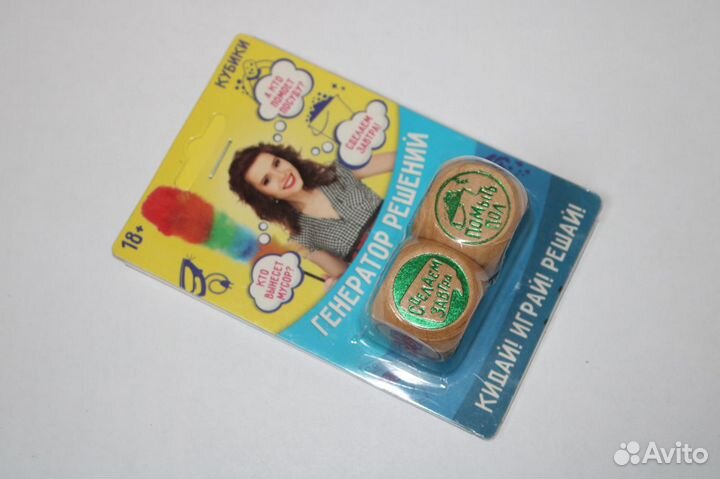 КУБИКИ
А КТО
ПОМОЕТ
ПОСУДУ?
СДЕЛАЕМ
ЗАВТРА!
18+
КТО
ВЫНЕСЕТ
МУСОР?
ГЕНЕРАТОР РЕШЕНИЙ
ПОМЫТЬ
ПОЛ
СДЕЛАЕМ
ЗАВТРА
КИДАЙ! ИГРАЙ! РЕШАЙ!
Avito